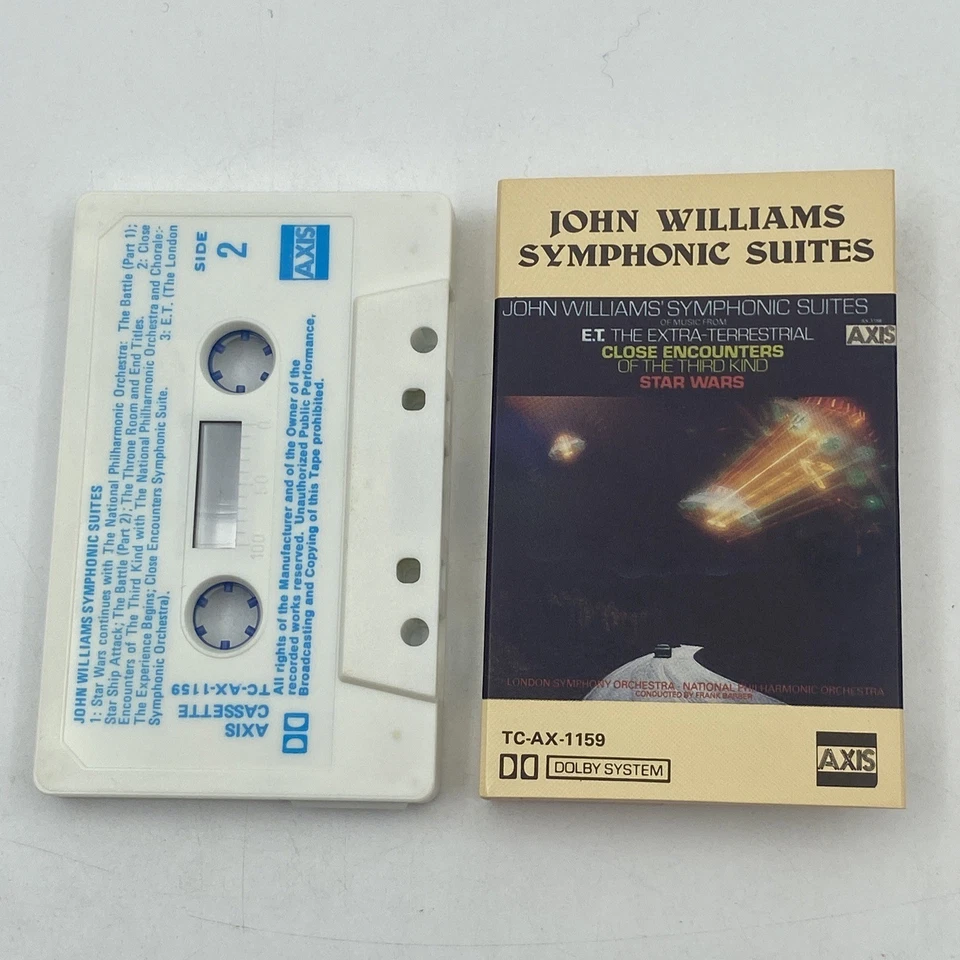 JOHN WILLIAMS SYMPHONIC SUITES
1: Star Wars continues with The National Philharmonic Orchestra: The Battle (Part 1);
Star Ship Attack; The Battle (Part 2); The Throne Room and End Titles. 2: Close
Encounters of The Third Kind with The National Philharmonic Orchestra and Chorale:-
The Experience Begins; Close Encounters Symphonic Suite. 3: E.T. (The London
Symphonic Orchestra).
SIDE
2
AXIS
100 50 0
All rights of the Manufacturer and of the Owner of the
recorded works reserved. Unauthorized Public Performance,
Broadcasting and Copying of this Tape prohibited.
AXIS
CASSETTE
TC-AX-1159
JOHN WILLIAMS
SYMPHONIC SUITES
JOHN WILLIAMS' SYMPHONIC SUITES
OF MUSIC FROM
E.T. THE EXTRA-TERRESTRIAL
AXIS
CLOSE ENCOUNTERS
OF THE THIRD KIND
STAR WARS
LONDON SYMPHONY ORCHESTRA NATIONAL PHILHARMONIC ORCHESTRA
CONDUCTED BY FRANK BARBER
TC-AX-1159
DOLBY SYSTEM
AXIS